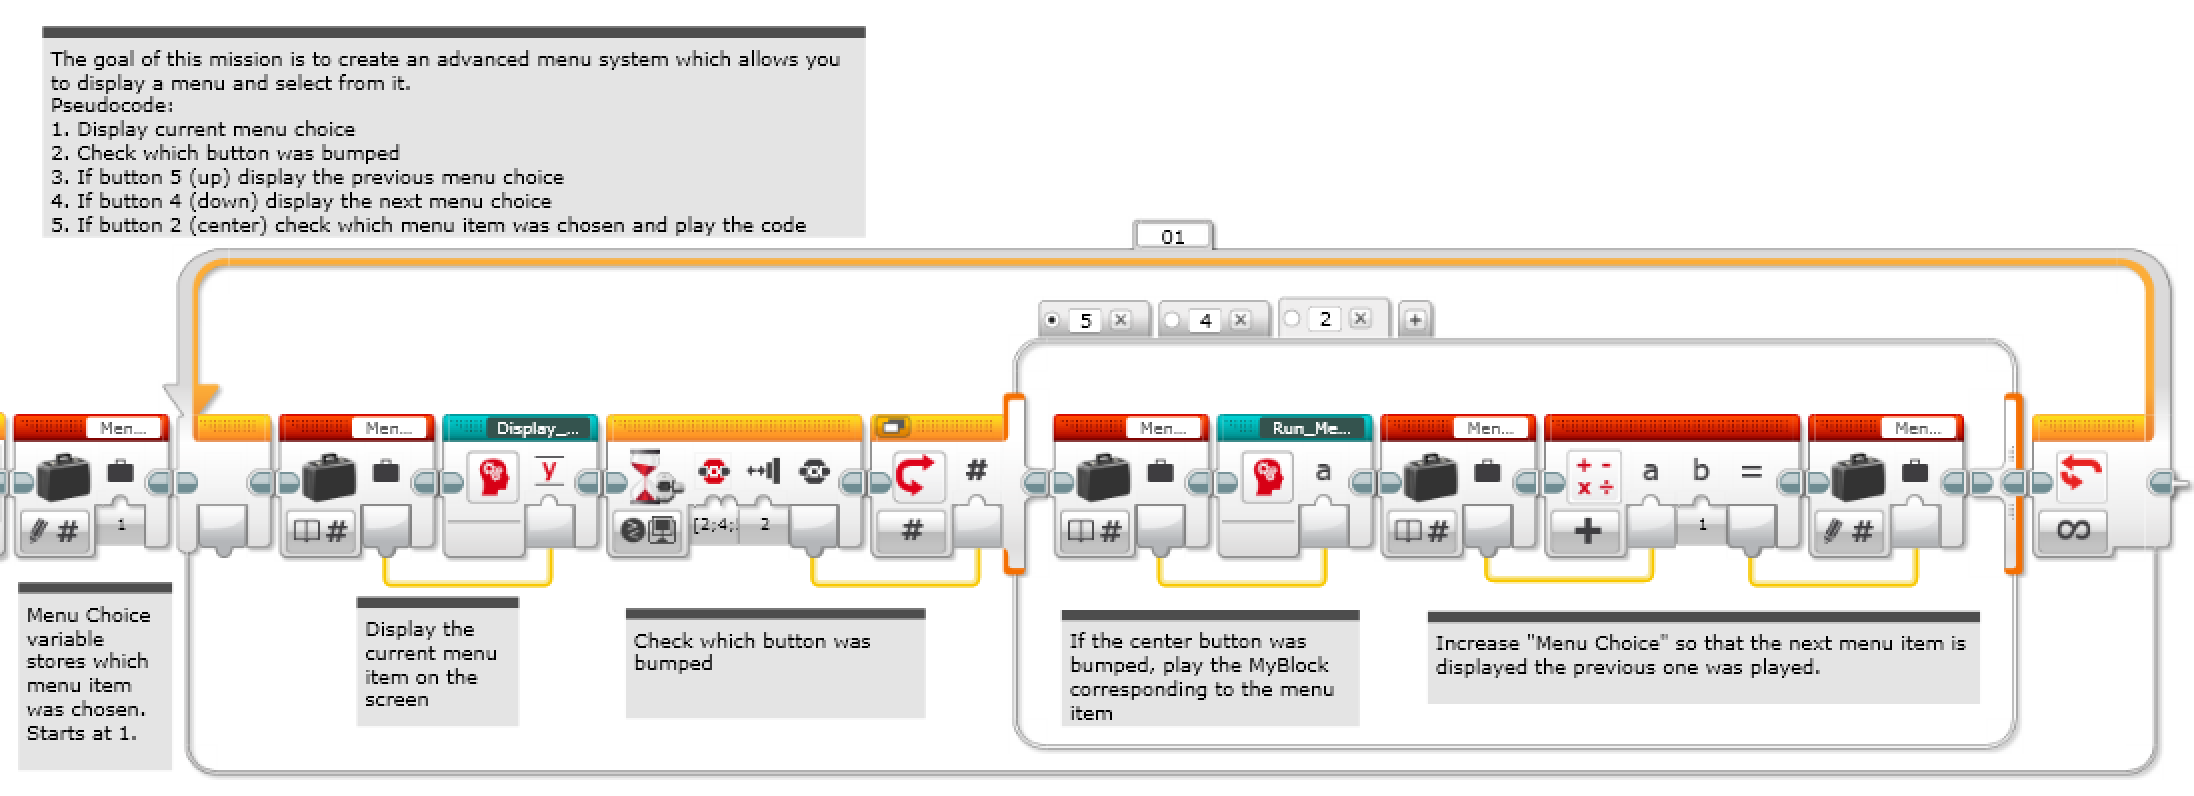 The goal of this mission is to create an advanced menu system which allows you
to display a menu and select from it.
Pseudocode:
1. Display current menu choice
2. Check which button was bumped
3. If button 5 (up) display the previous menu choice
4. If button 4 (down) display the next menu choice
5. If button 2 (center) check which menu item was chosen and play the code
01
5
4
2
+
Men...
Men...
Display_...
Men...
Run_Me...
Men...
Men...
y
#
a
+ -
x ÷
a b =
#
1
#
[2;4;
2
#
#
#
+
1
#
∞
Menu Choice
variable
stores which
menu item
was chosen.
Starts at 1.
Display the
current menu
item on the
screen
Check which button was
bumped
If the center button was
bumped, play the MyBlock
corresponding to the menu
item
Increase "Menu Choice" so that the next menu item is
displayed the previous one was played.